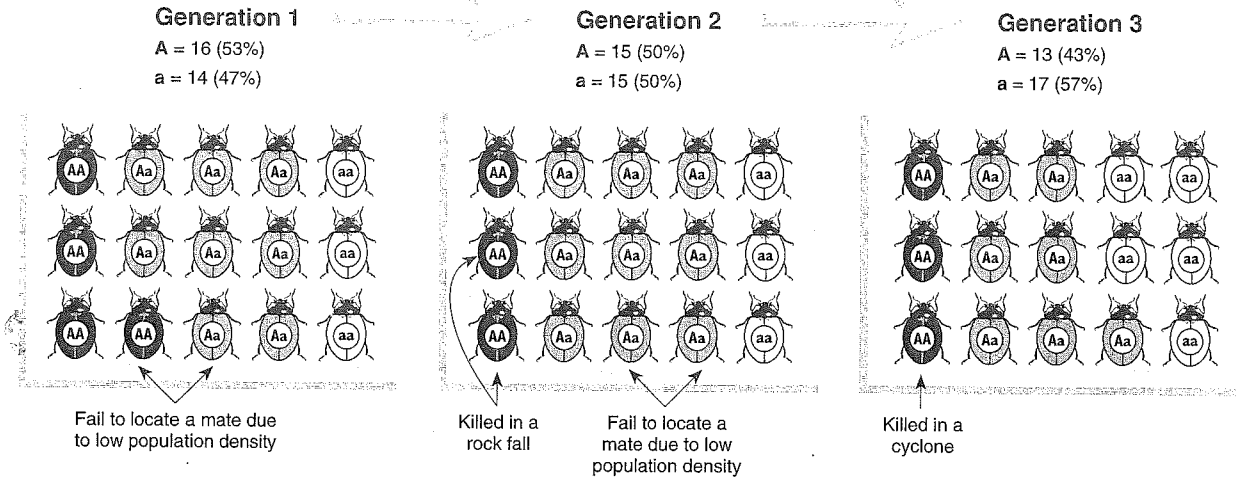 Generation 1
A = 16 (53%)
a = 14 (47%)
AA Aa Aa Aa aa
AA Aa Aa Aa aa
AA AA Aa Aa aa
Fail to locate a mate due
to low population density
Generation 2
A = 15 (50%)
a = 15 (50%)
AA Aa Aa Aa aa
AA Aa Aa Aa aa
AA Aa Aa Aa aa
Killed in a
rock fall
Fail to locate a
mate due to low
population density
Generation 3
A = 13 (43%)
a = 17 (57%)
AA Aa Aa aa aa
AA Aa Aa aa aa
AA Aa Aa Aa aa
Killed in a
cyclone